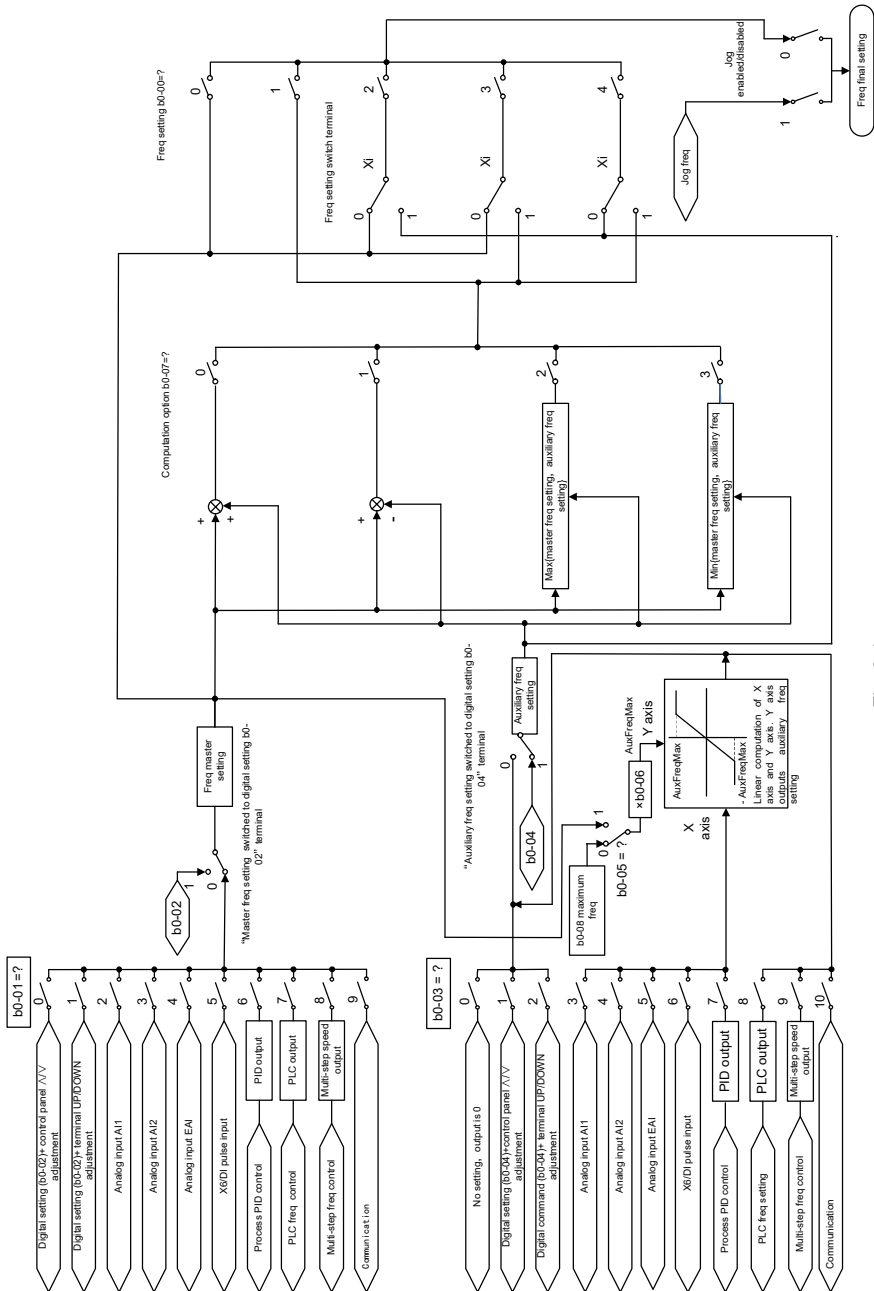 b0-01=?
0
Digital setting (b0-02)+ control panel ∧/∨
adjustment
1
Digital setting (b0-02)+ terminal UP/DOWN
adjustment
2
Analog input AI1
3
Analog input AI2
4
Analog input EAI
5
X6/DI pulse input
6
Process PID control
PID output
7
PLC freq control
PLC output
8
Multi-step freq control
Multi-step speed
output
9
Communication
b0-02
1
0
"Master freq setting switched to digital setting b0-
02" terminal
Freq master
setting
b0-03 = ?
0
No setting, output is 0
1
Digital setting (b0-04)+control panel ∧/∨
adjustment
2
Digital command (b0-04)+ terminal UP/DOWN
adjustment
3
Analog input AI1
4
Analog input AI2
5
Analog input EAI
6
X6/DI pulse input
7
Process PID control
PID output
8
PLC freq setting
PLC output
9
Multi-step freq control
Multi-step speed
output
10
Communication
"Auxiliary freq setting switched to digital setting b0-
04" terminal
0
1
b0-04
Auxiliary freq
setting
b0-08 maximum
freq
0
1
b0-05 = ?
×b0-06
AuxFreqMax
Y axis
X
axis
AuxFreqMax
- AuxFreqMax
Linear computation of X
axis and Y axis. Y axis
outputs auxiliary freq
setting
Computation option b0-07=?
+
+
0
+
-
1
Max{master freq setting, auxiliary freq
setting}
2
Min{master freq setting, auxiliary freq
setting}
3
Freq setting b0-00=?
0
1
Freq setting switch terminal
0
1
Xi
2
0
1
Xi
3
0
1
Xi
4
Jog freq
Jog
enabled/disabled
1
0
Freq final setting